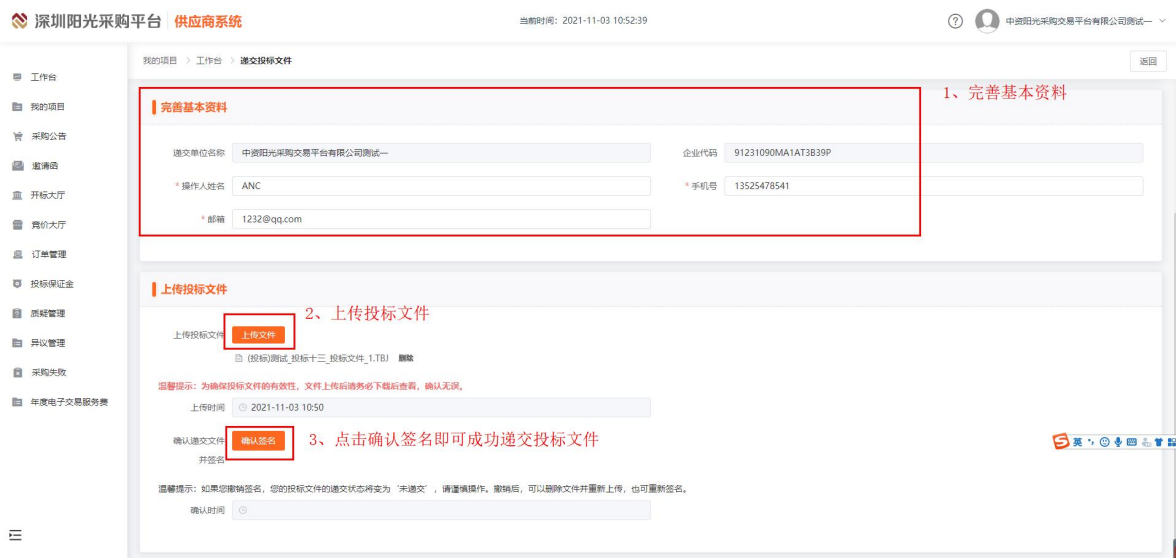 深圳阳光采购平台 供应商系统
当前时间：2021-11-03 10:52:39
中资阳光采购交易平台有限公司测试一
我的项目 > 工作台 > 递交投标文件
返回
工作台
我的项目
采购公告
邀请函
开标大厅
竞价大厅
订单管理
投标保证金
质疑管理
异议管理
采购失败
年度电子交易服务费
1、完善基本资料
完善基本资料
递交单位名称 中资阳光采购交易平台有限公司测试一
企业代码 91231090MA1AT3B39P
* 操作人姓名 ANC
* 手机号 13525478541
* 邮箱 1232@qq.com
上传投标文件
2、上传投标文件
上传投标文件 上传文件
(投标)测试_投标十三_投标文件_1.TBJ 删除
温馨提示：为确保投标文件的有效性，文件上传后请务必下载后查看，确认无误。
上传时间 2021-11-03 10:50
确认递交文件 确认签名
并签名
3、点击确认签名即可成功递交投标文件
温馨提示：如果您撤销签名，您的投标文件的递交状态将变为‘未递交’，请谨慎操作。撤销后，可以删除文件并重新上传，也可重新签名。
确认时间
英